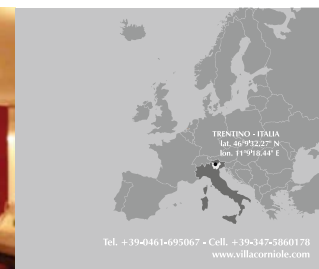 TRENTINO - ITALIA
lat. 46°9'12.27" N
lon. 11°9'18.44" E
Tel. +39-0461-695067 - Cell. +39-347-5860178
www.villacorniole.com